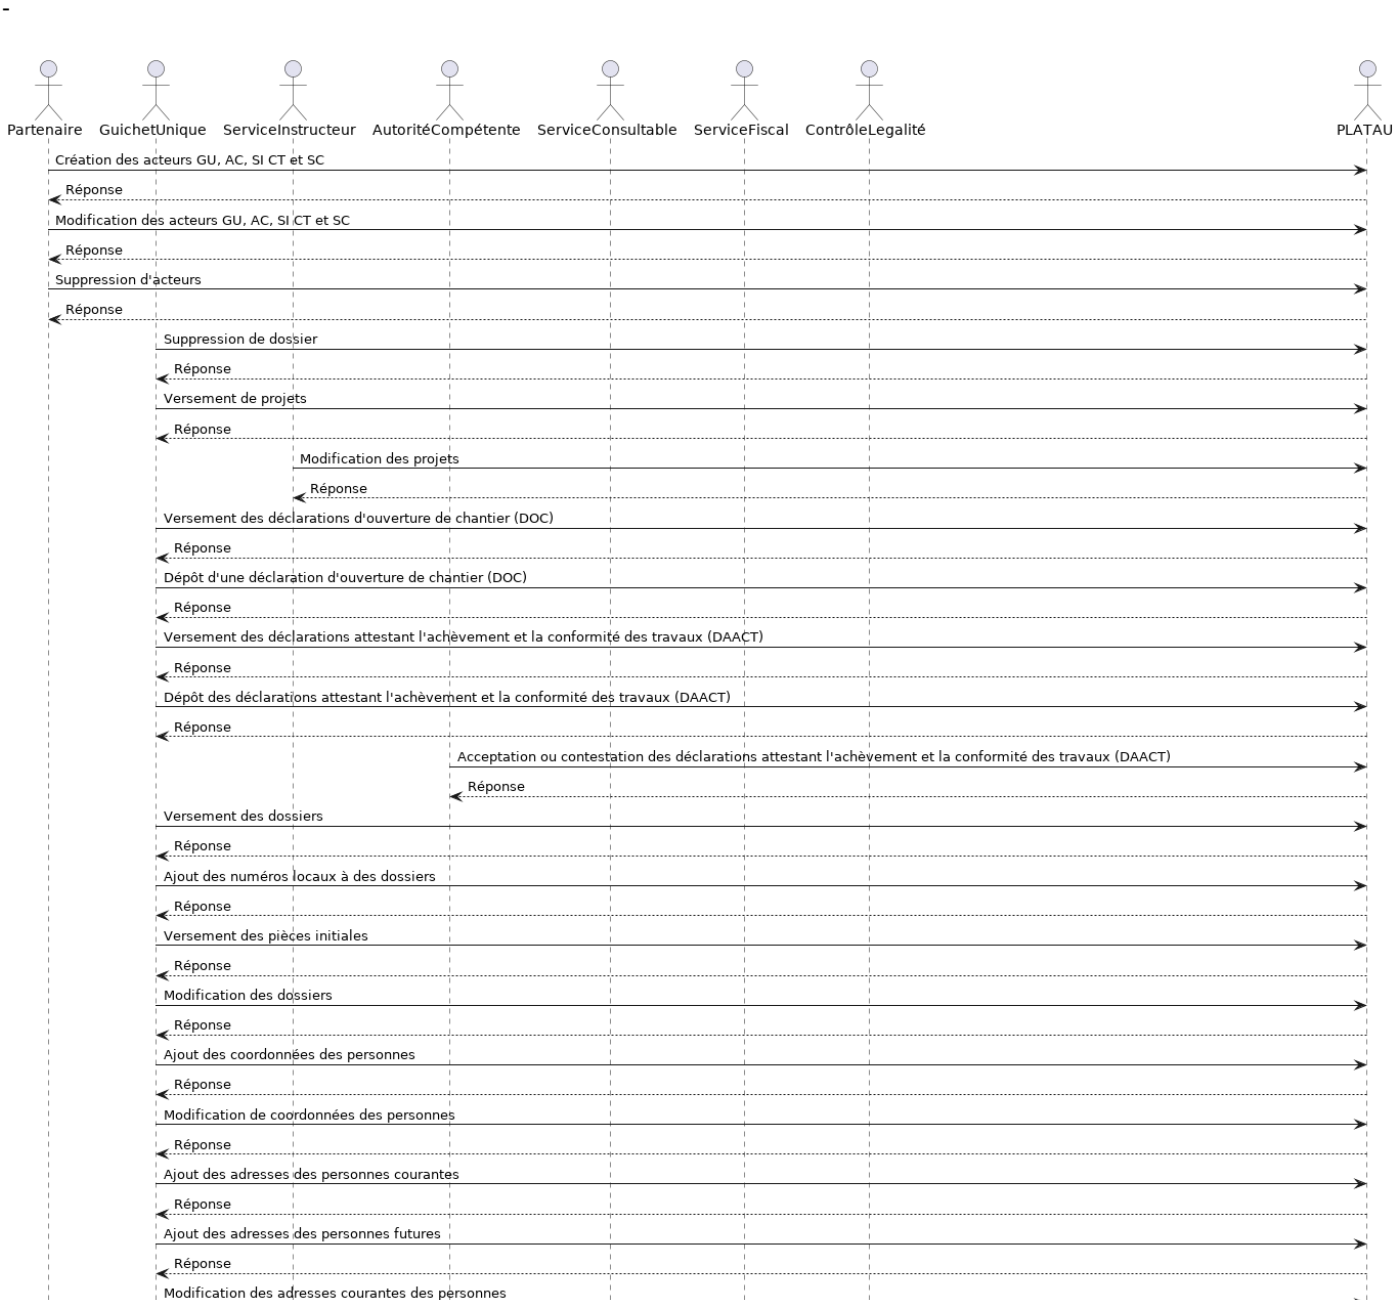 -
Partenaire GuichetUnique ServiceInstructeur AutoritéCompétente ServiceConsultable ServiceFiscal ContrôleLegalité PLATAU
Création des acteurs GU, AC, SI CT et SC
Réponse
Modification des acteurs GU, AC, SI CT et SC
Réponse
Suppression d'acteurs
Réponse
Suppression de dossier
Réponse
Versement de projets
Réponse
Modification des projets
Réponse
Versement des déclarations d'ouverture de chantier (DOC)
Réponse
Dépôt d'une déclaration d'ouverture de chantier (DOC)
Réponse
Versement des déclarations attestant l'achèvement et la conformité des travaux (DAACT)
Réponse
Dépôt des déclarations attestant l'achèvement et la conformité des travaux (DAACT)
Réponse
Acceptation ou contestation des déclarations attestant l'achèvement et la conformité des travaux (DAACT)
Réponse
Versement des dossiers
Réponse
Ajout des numéros locaux à des dossiers
Réponse
Versement des pièces initiales
Réponse
Modification des dossiers
Réponse
Ajout des coordonnées des personnes
Réponse
Modification de coordonnées des personnes
Réponse
Ajout des adresses des personnes courantes
Réponse
Ajout des adresses des personnes futures
Réponse
Modification des adresses courantes des personnes